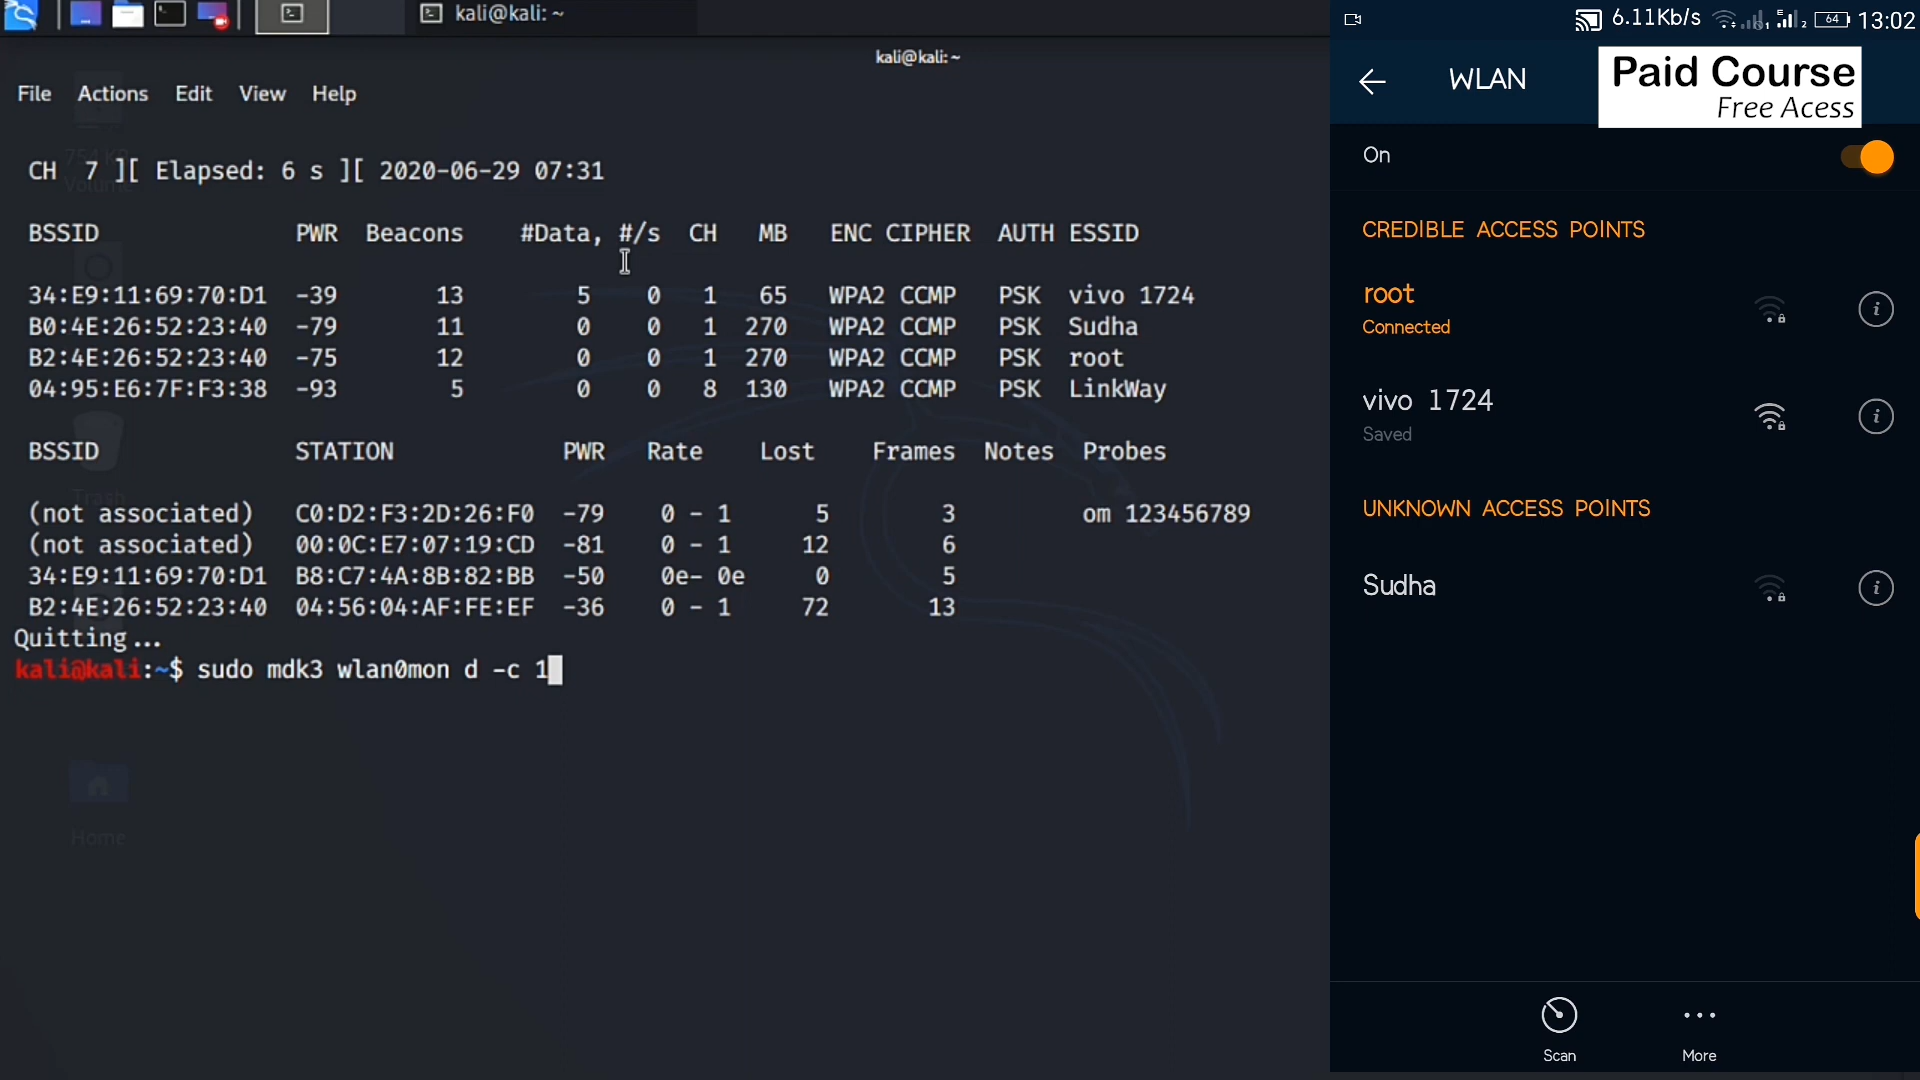 kali@kali: ~
kali@kali: ~
File Actions Edit View Help
CH 7 ][ Elapsed: 6 s ][ 2020-06-29 07:31
BSSID PWR Beacons #Data, #/s CH MB ENC CIPHER AUTH ESSID
34:E9:11:69:70:D1 -39 13 5 0 1 65 WPA2 CCMP PSK vivo 1724
B0:4E:26:52:23:40 -79 11 0 0 1 270 WPA2 CCMP PSK Sudha
B2:4E:26:52:23:40 -75 12 0 0 1 270 WPA2 CCMP PSK root
04:95:E6:7F:F3:38 -93 5 0 0 8 130 WPA2 CCMP PSK LinkWay
BSSID STATION PWR Rate Lost Frames Notes Probes
(not associated) C0:D2:F3:2D:26:F0 -79 0 - 1 5 3 om 123456789
(not associated) 00:0C:E7:07:19:CD -81 0 - 1 12 6
34:E9:11:69:70:D1 B8:C7:4A:8B:82:BB -50 0e- 0e 0 5
B2:4E:26:52:23:40 04:56:04:AF:FE:EF -36 0 - 1 72 13
Quitting...
kali@kali:~$ sudo mdk3 wlan0mon d -c 1
Trash
Home
6.11Kb/s 1 E 2 64 13:02
WLAN
Paid Course
Free Acess
On
CREDIBLE ACCESS POINTS
root
Connected
vivo 1724
Saved
UNKNOWN ACCESS POINTS
Sudha
Scan More